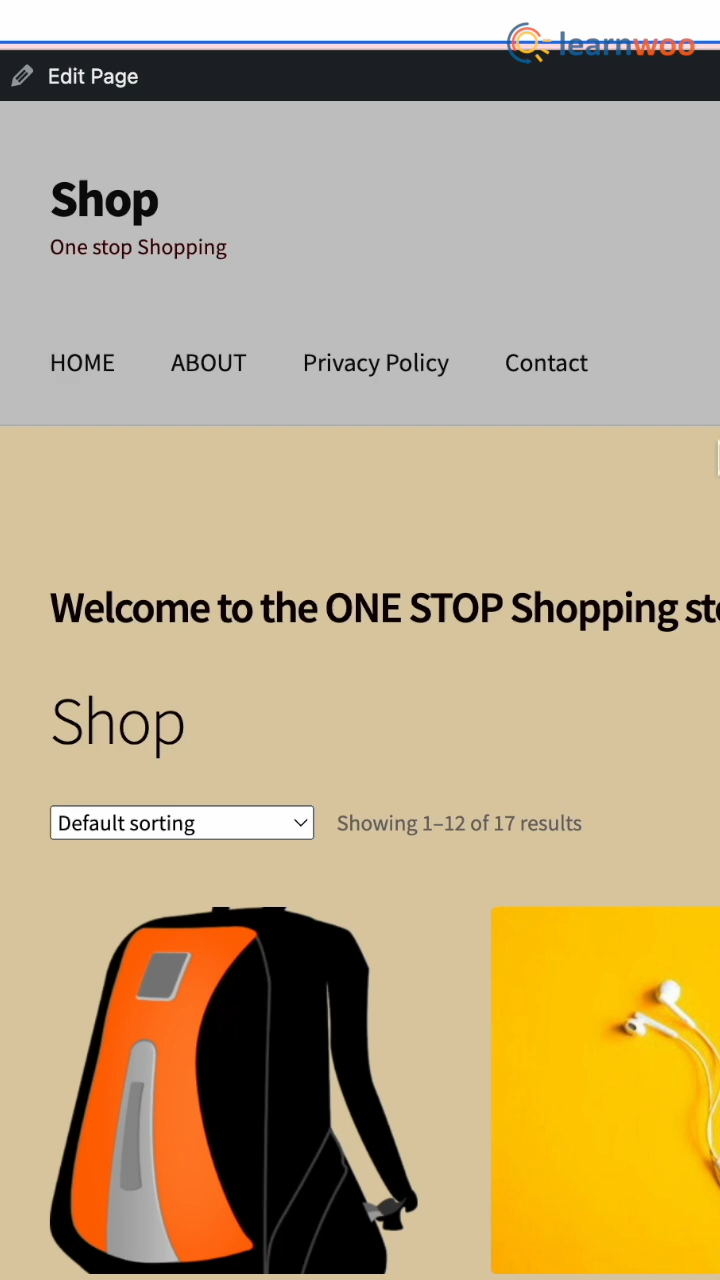 learnwoo
Edit Page
Shop
One stop Shopping
HOME ABOUT Privacy Policy Contact
Welcome to the ONE STOP Shopping
Shop
Default sorting Showing 1–12 of 17 results